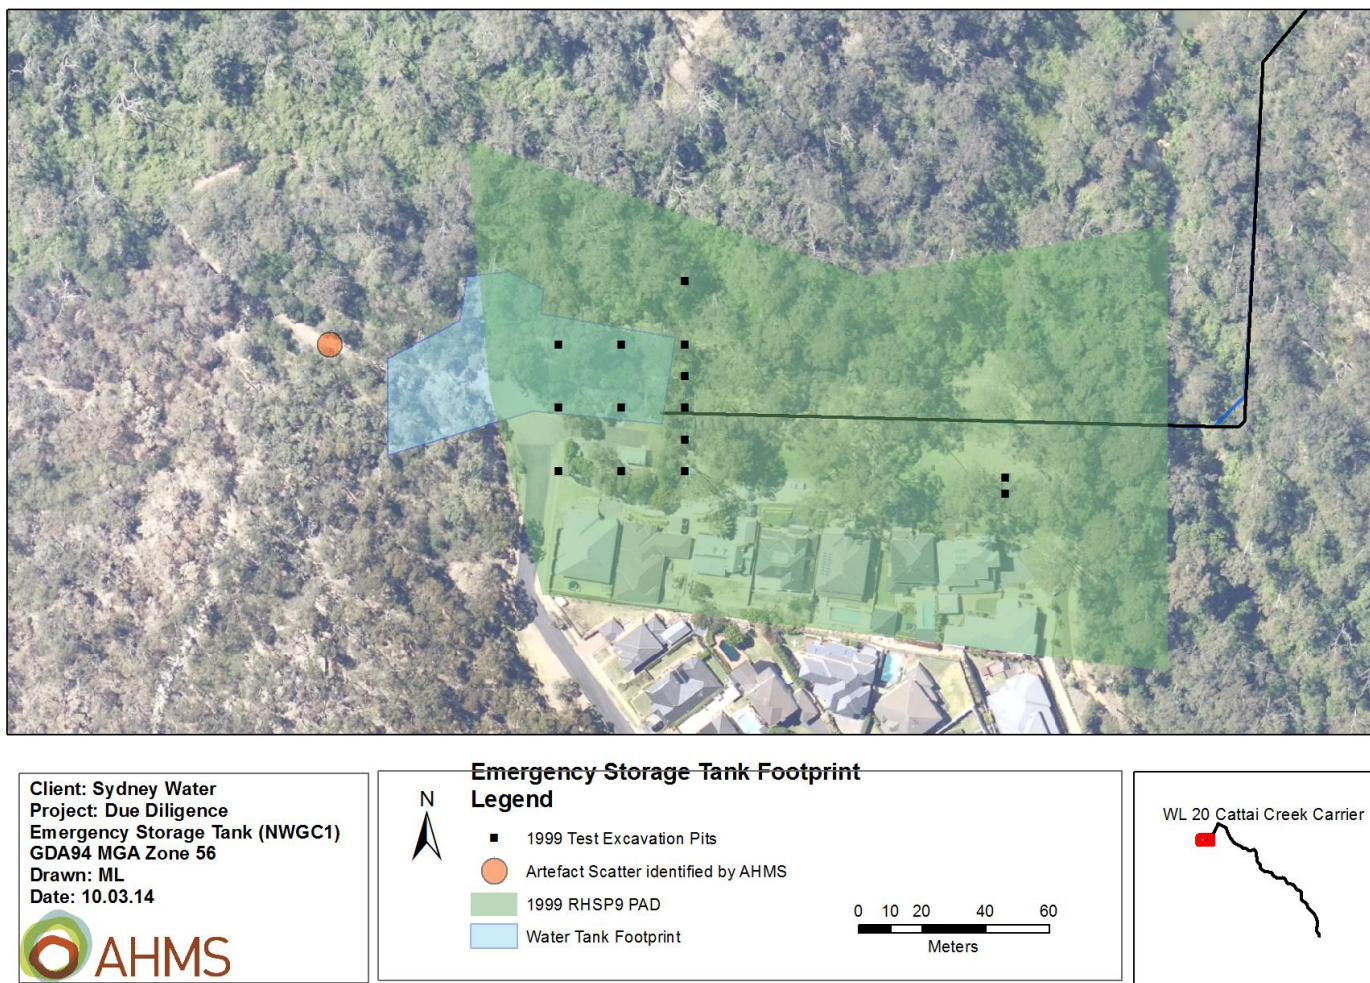 Client: Sydney Water
Project: Due Diligence
Emergency Storage Tank (NWGC1)
GDA94 MGA Zone 56
Drawn: ML
Date: 10.03.14
AHMS
Emergency Storage Tank Footprint
Legend
N
1999 Test Excavation Pits
Artefact Scatter identified by AHMS
1999 RHSP9 PAD
Water Tank Footprint
0 10 20 40 60
Meters
WL 20 Cattai Creek Carrier